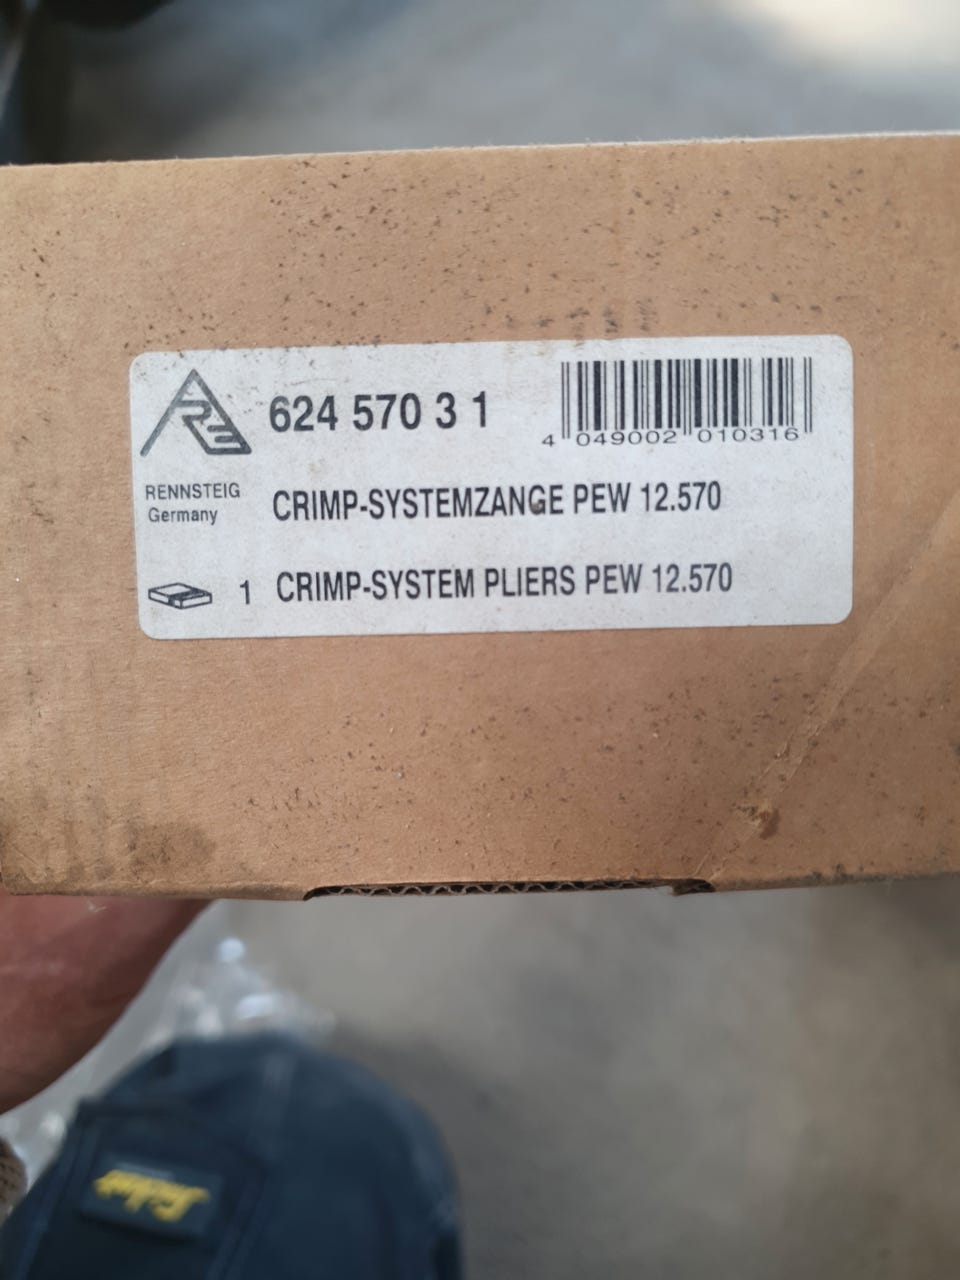 624 570 3 1
4 049002 010316
RENNSTEIG
Germany
CRIMP-SYSTEMZANGE PEW 12.570
1 CRIMP-SYSTEM PLIERS PEW 12.570